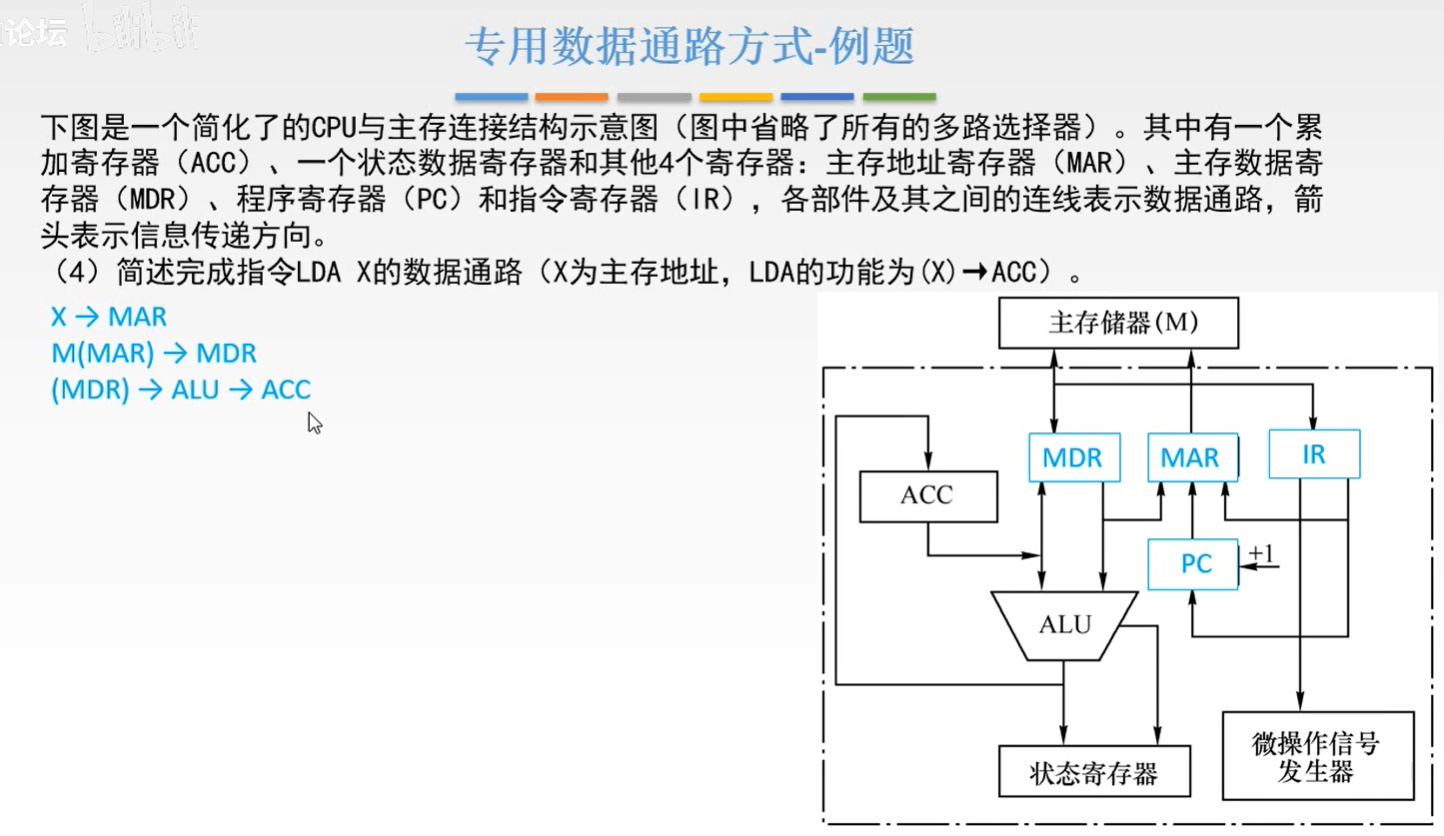 论坛 bilibili
专用数据通路方式-例题
下图是一个简化了的CPU与主存连接结构示意图（图中省略了所有的多路选择器）。其中有一个累
加寄存器（ACC）、一个状态数据寄存器和其他4个寄存器：主存地址寄存器（MAR）、主存数据寄
存器（MDR）、程序寄存器（PC）和指令寄存器（IR），各部件及其之间的连线表示数据通路，箭
头表示信息传递方向。
（4）简述完成指令LDA X的数据通路（X为主存地址，LDA的功能为(X)→ACC）。
X → MAR
M(MAR) → MDR
(MDR) → ALU → ACC
主存储器(M)
MDR
MAR
IR
ACC
PC
+1
ALU
状态寄存器
微操作信号
发生器